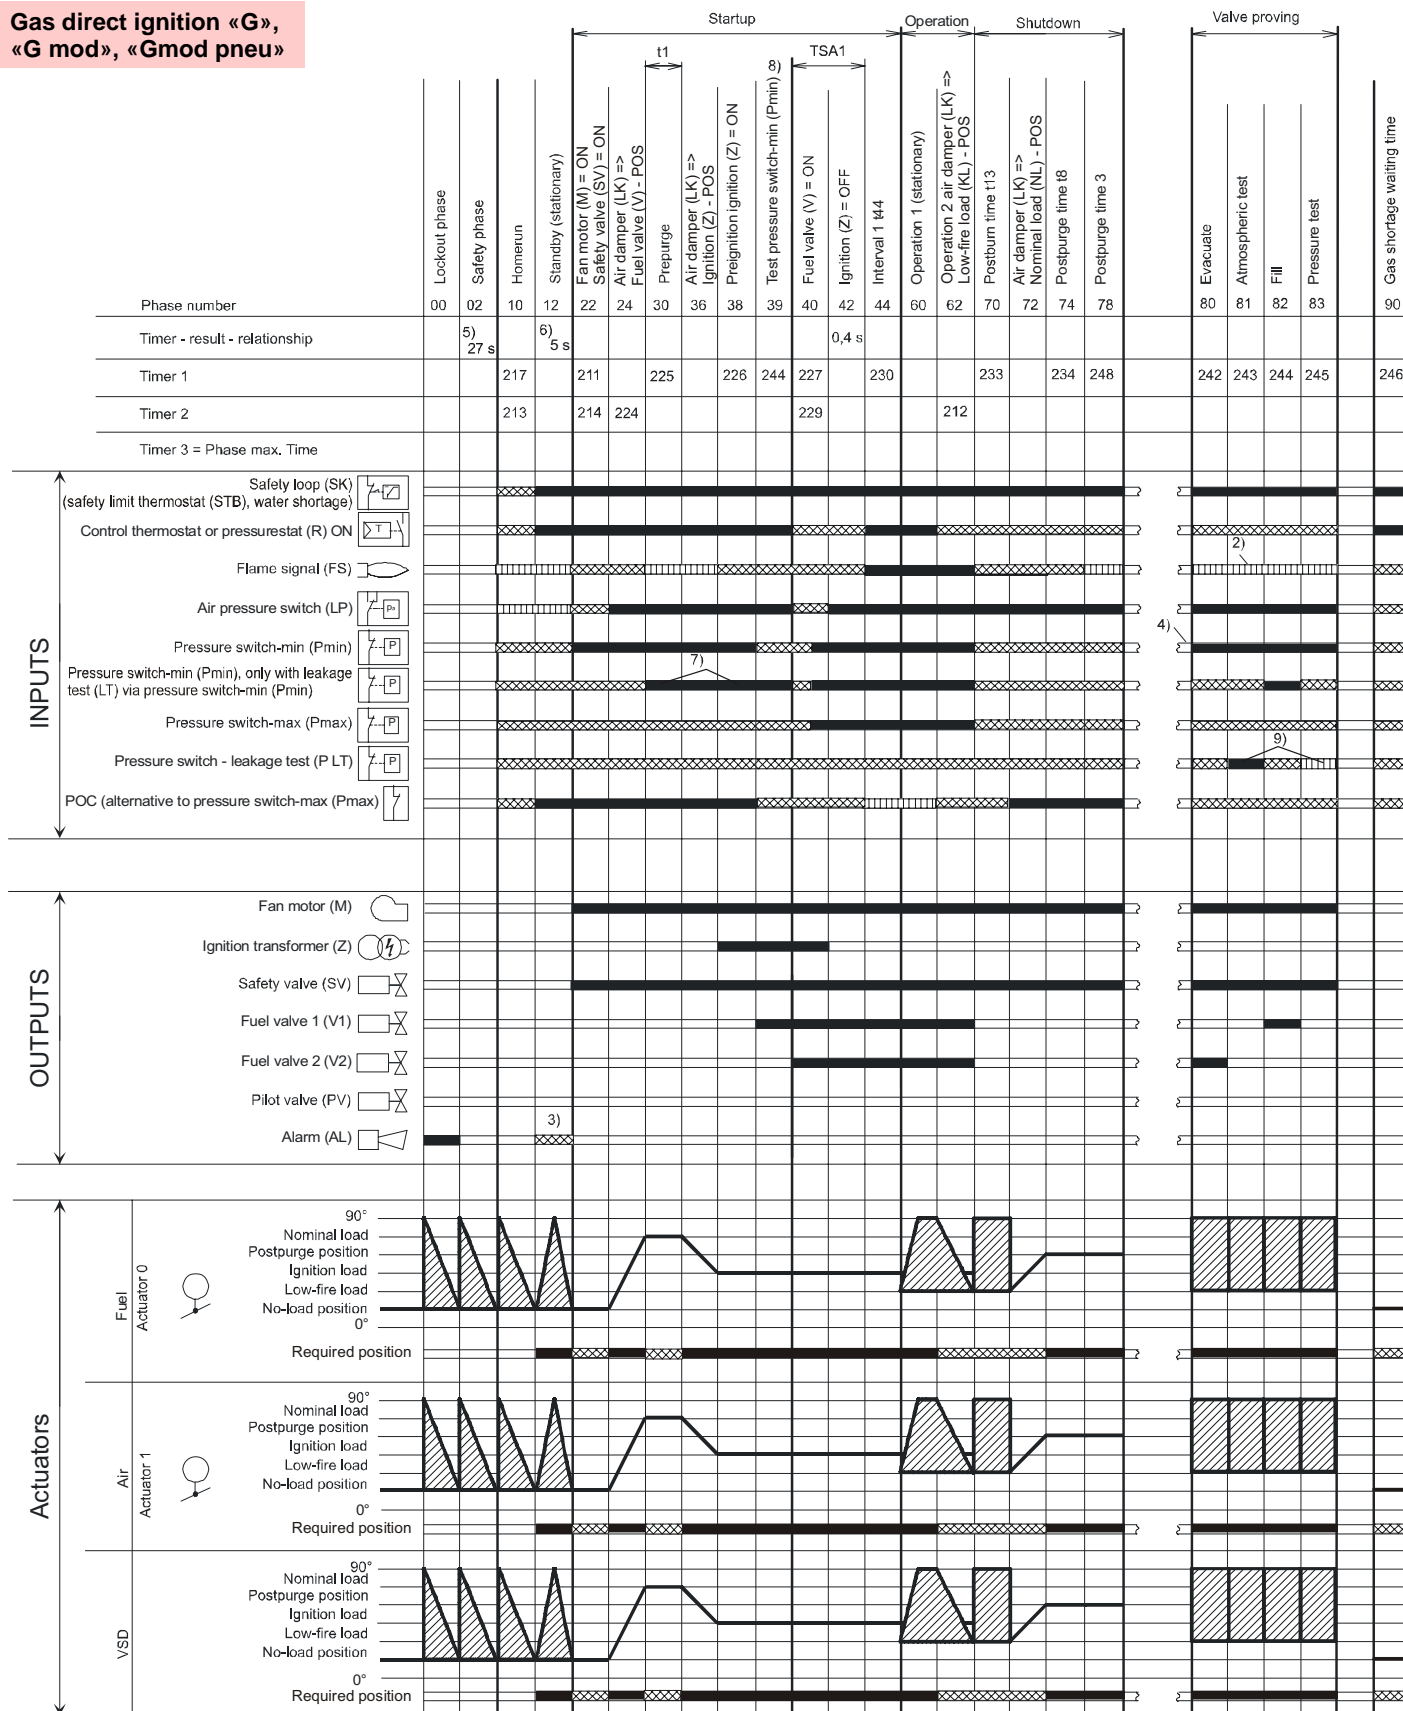 Gas direct ignition «G»,
«G mod», «Gmod pneu»
Startup
Operation
Shutdown
Valve proving
t1
8)
TSA1
Lockout phase
Safety phase
Homerun
Standby (stationary)
Fan motor (M) = ON
Safety valve (SV) = ON
Air damper (LK) =>
Fuel valve (V) - POS
Prepurge
Air damper (LK) =>
Ignition (Z) - POS
Preignition ignition (Z) = ON
Test pressure switch-min (Pmin)
Fuel valve (V) = ON
Ignition (Z) = OFF
Interval 1 t44
Operation 1 (stationary)
Operation 2 air damper (LK) =>
Low-fire load (KL) - POS
Postburn time t13
Air damper (LK) =>
Nominal load (NL) - POS
Postpurge time t8
Postpurge time 3
Evacuate
Atmospheric test
Fill
Pressure test
Gas shortage waiting time
Phase number 00 02 10 12 22 24 30 36 38 39 40 42 44 60 62 70 72 74 78 80 81 82 83 90
Timer - result - relationship 5) 27 s 6) 5 s 0,4 s
Timer 1 217 211 225 226 244 227 230 233 234 248 242 243 244 245 246
Timer 2 213 214 224 229 212
Timer 3 = Phase max. Time
INPUTS
Safety loop (SK)
(safety limit thermostat (STB), water shortage)
Control thermostat or pressurestat (R) ON T
2)
Flame signal (FS)
Air pressure switch (LP) Pa
4)
Pressure switch-min (Pmin) P
7)
Pressure switch-min (Pmin), only with leakage
test (LT) via pressure switch-min (Pmin) P
Pressure switch-max (Pmax) P
9)
Pressure switch - leakage test (P LT) P
POC (alternative to pressure switch-max (Pmax)
OUTPUTS
Fan motor (M)
Ignition transformer (Z)
Safety valve (SV)
Fuel valve 1 (V1)
Fuel valve 2 (V2)
Pilot valve (PV)
3)
Alarm (AL)
Actuators
Fuel
Actuator 0
90°
Nominal load
Postpurge position
Ignition load
Low-fire load
No-load position
0°
Required position
Air
Actuator 1
90°
Nominal load
Postpurge position
Ignition load
Low-fire load
No-load position
0°
Required position
VSD
90°
Nominal load
Postpurge position
Ignition load
Low-fire load
No-load position
0°
Required position